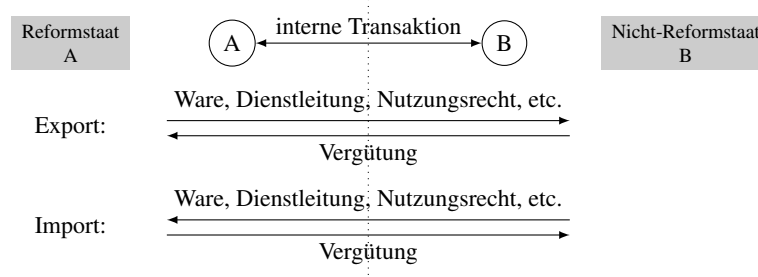 Reformstaat
A
A
interne Transaktion
B
Nicht-Reformstaat
B
Ware, Dienstleitung, Nutzungsrecht, etc.
Export:
Vergütung
Ware, Dienstleitung, Nutzungsrecht, etc.
Import:
Vergütung